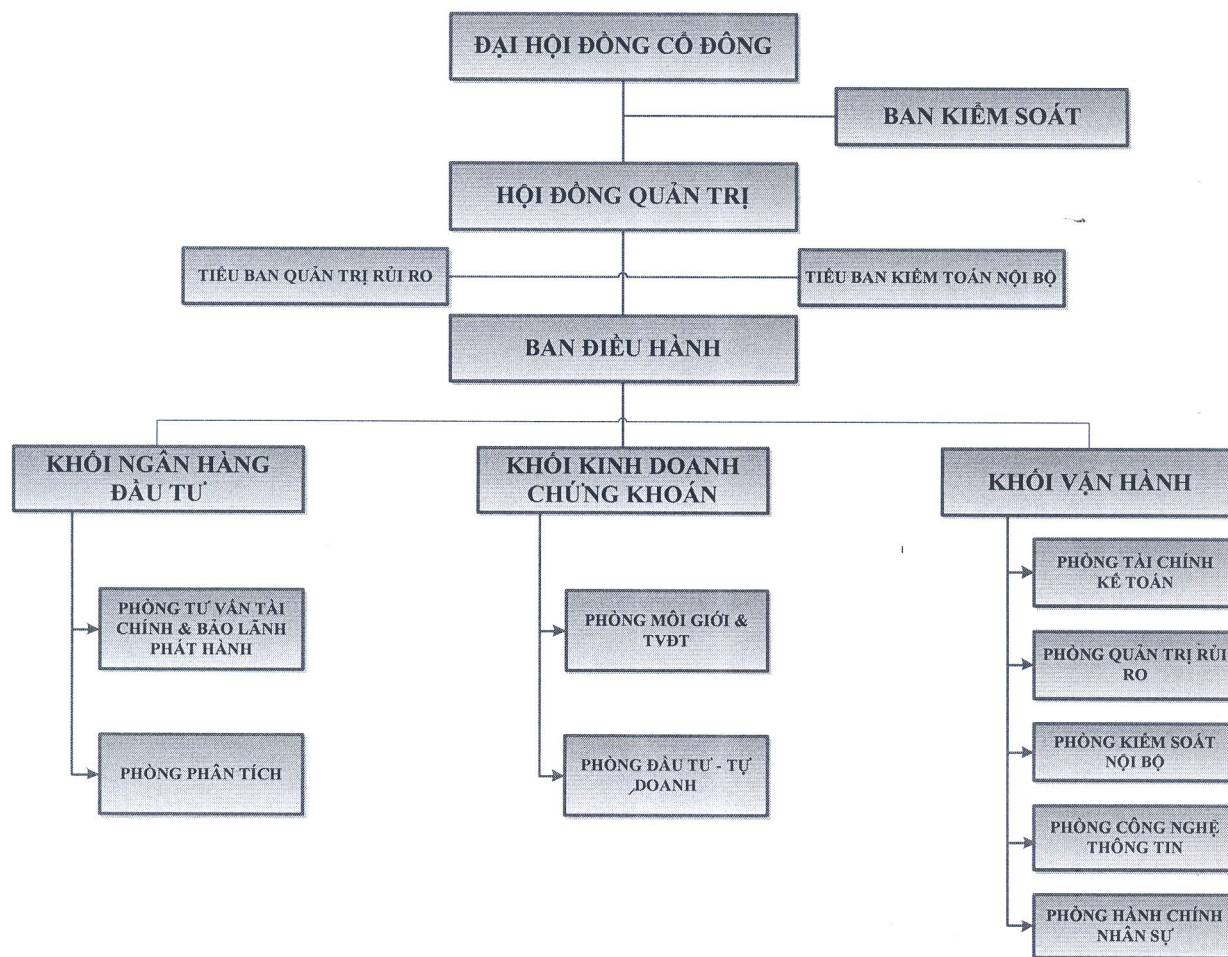 ĐẠI HỘI ĐỒNG CỔ ĐÔNG
BAN KIỂM SOÁT
HỘI ĐỒNG QUẢN TRỊ
TIỂU BAN QUẢN TRỊ RỦI RO
TIỂU BAN KIỂM TOÁN NỘI BỘ
BAN ĐIỀU HÀNH
KHỐI NGÂN HÀNG
ĐẦU TƯ
PHÒNG TƯ VẤN TÀI
CHÍNH & BẢO LÃNH
PHÁT HÀNH
PHÒNG PHÂN TÍCH
KHỐI KINH DOANH
CHỨNG KHOÁN
PHÒNG MÔI GIỚI &
TVĐT
PHÒNG ĐẦU TƯ - TỰ
DOANH
KHỐI VẬN HÀNH
PHÒNG TÀI CHÍNH
KẾ TOÁN
PHÒNG QUẢN TRỊ RỦI
RO
PHÒNG KIỂM SOÁT
NỘI BỘ
PHÒNG CÔNG NGHỆ
THÔNG TIN
PHÒNG HÀNH CHÍNH
NHÂN SỰ